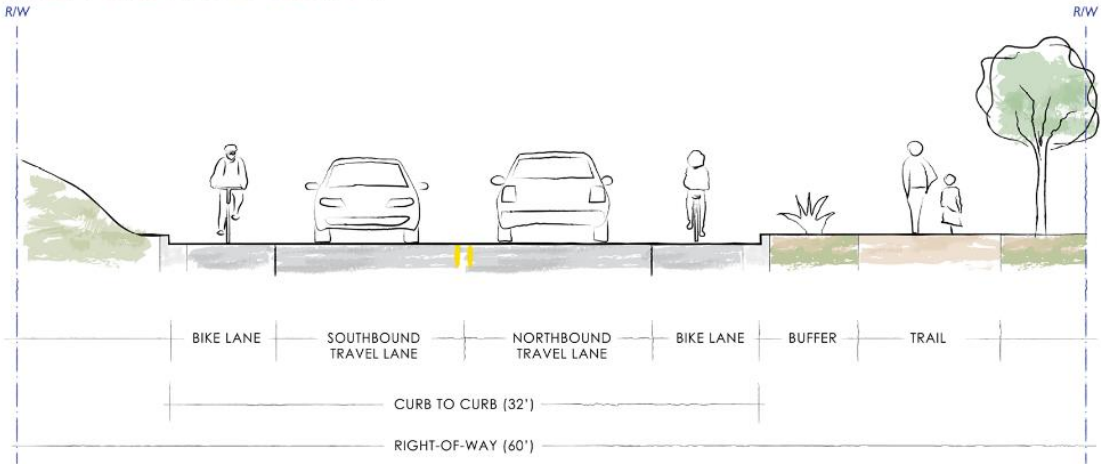 R/W
R/W
BIKE LANE
SOUTHBOUND
TRAVEL LANE
NORTHBOUND
TRAVEL LANE
BIKE LANE
BUFFER
TRAIL
CURB TO CURB (32')
RIGHT-OF-WAY (60')